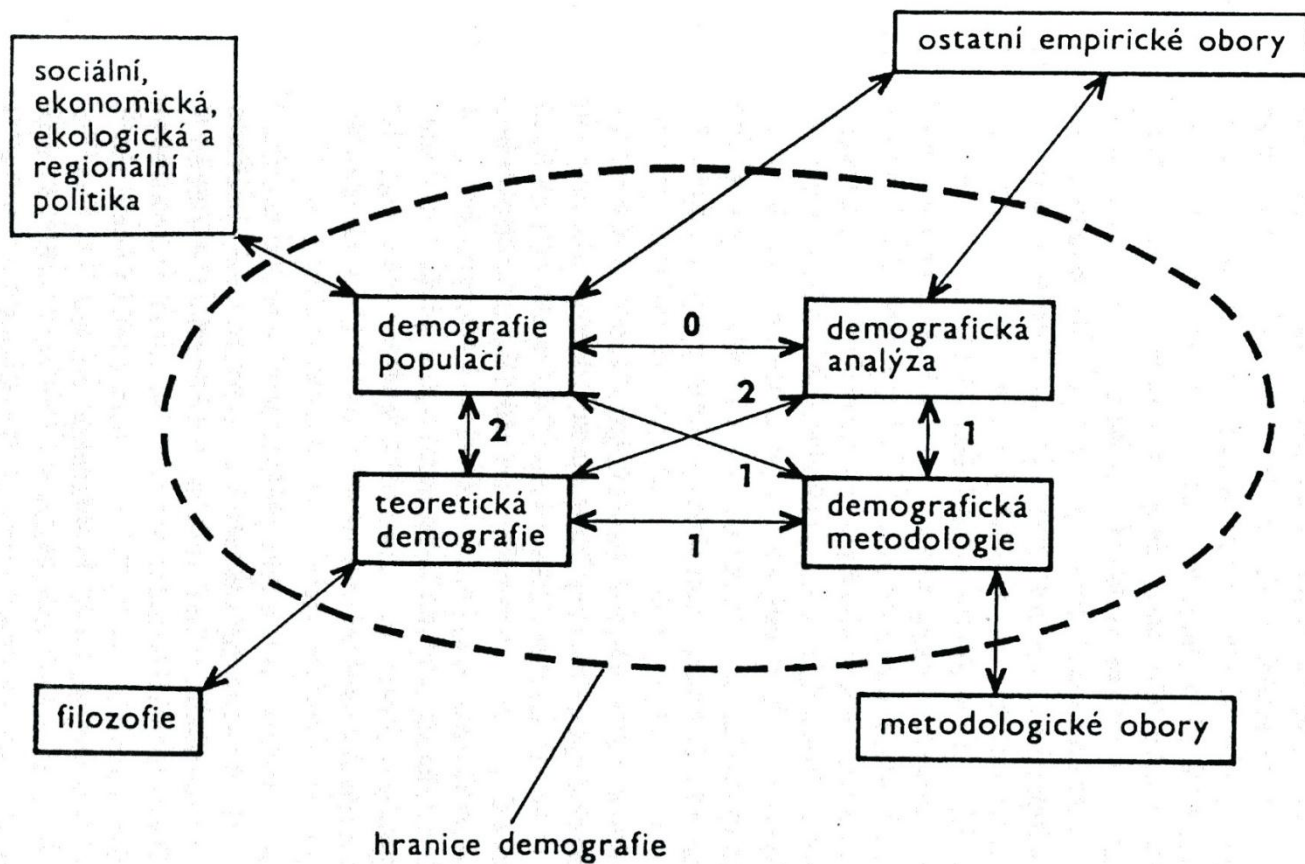 ostatní empirické obory
sociální,
ekonomická,
ekologická a
regionální
politika
demografie
populací
0
demografická
analýza
2
2
1
1
teoretická
demografie
1
demografická
metodologie
filozofie
metodologické obory
hranice demografie